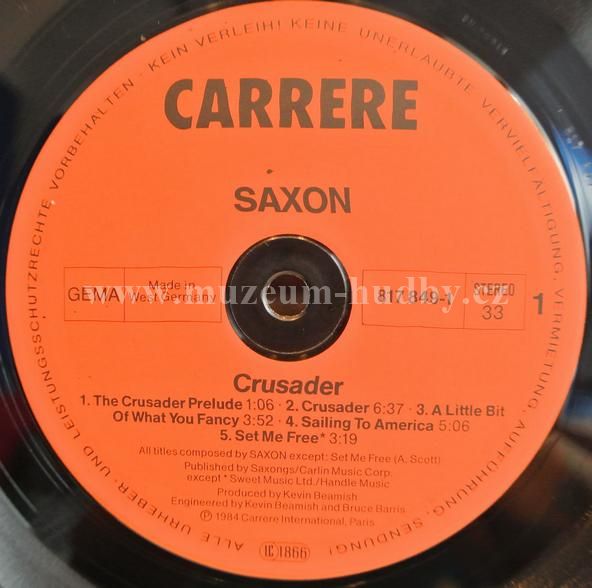 ALLE URHEBER- UND LEISTUNGSSCHUTZRECHTE VORBEHALTEN · KEIN VERLEIH! KEINE UNERLAUBTE VERVIELFÄLTIGUNG, VERMIETUNG, AUFFÜHRUNG, SENDUNG!
CARRERE
SAXON
GEMA
Made in
West Germany
817.849-1
STEREO
33
1
www.muzeum-hudby.cz
Crusader
1. The Crusader Prelude 1:06 · 2. Crusader 6:37 · 3. A Little Bit
Of What You Fancy 3:52 · 4. Sailing To America 5:06
5. Set Me Free* 3:19
All titles composed by SAXON except: Set Me Free (A. Scott)
Published by Saxongs/Carlin Music Corp.
except * Sweet Music Ltd./Handle Music
Produced by Kevin Beamish
Engineered by Kevin Beamish and Bruce Barris
℗ 1984 Carrere International, Paris
LC 1866